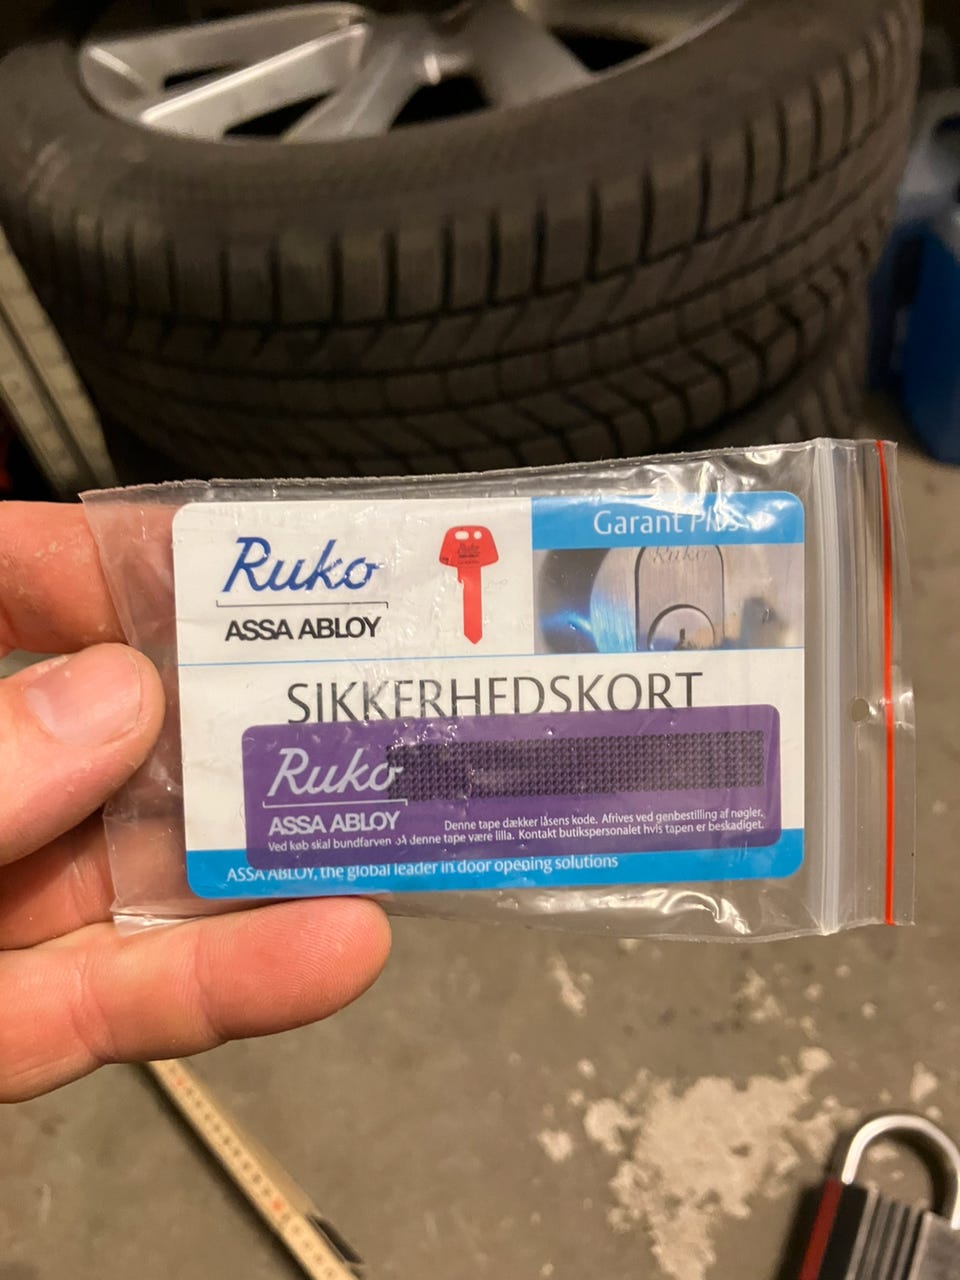 Ruko
ASSA ABLOY
Garant Plus
Ruko
SIKKERHEDSKORT
Ruko
ASSA ABLOY
Denne tape dækker låsens kode. Afrives ved genbestilling af nøgler.
Ved køb skal bundfarven på denne tape være lilla. Kontakt butikspersonalet hvis tapen er beskadiget.
ASSA ABLOY, the global leader in door opening solutions